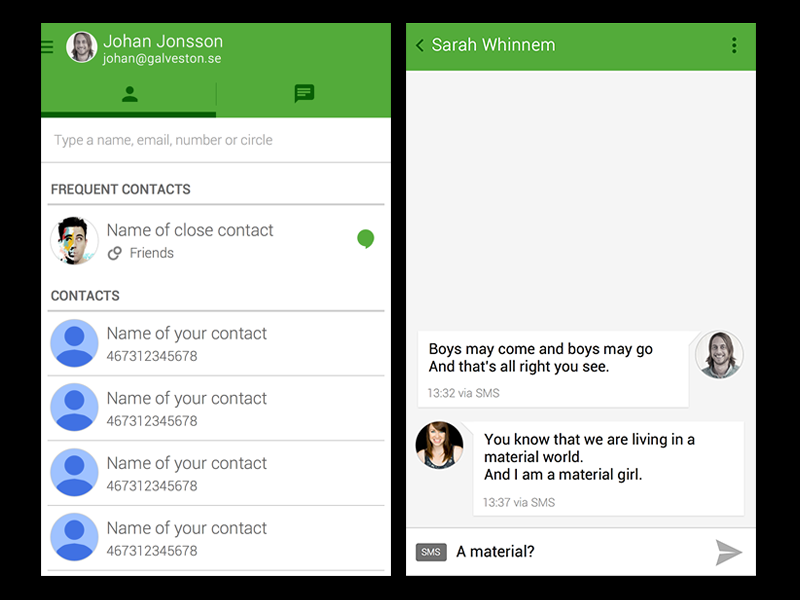 Johan Jonsson
johan@galveston.se
Type a name, email, number or circle
FREQUENT CONTACTS
Name of close contact
Friends
CONTACTS
Name of your contact
467312345678
Name of your contact
467312345678
Name of your contact
467312345678
Name of your contact
467312345678
Sarah Whinnem
Boys may come and boys may go
And that's all right you see.
13:32 via SMS
You know that we are living in a
material world.
And I am a material girl.
13:37 via SMS
SMS A material?